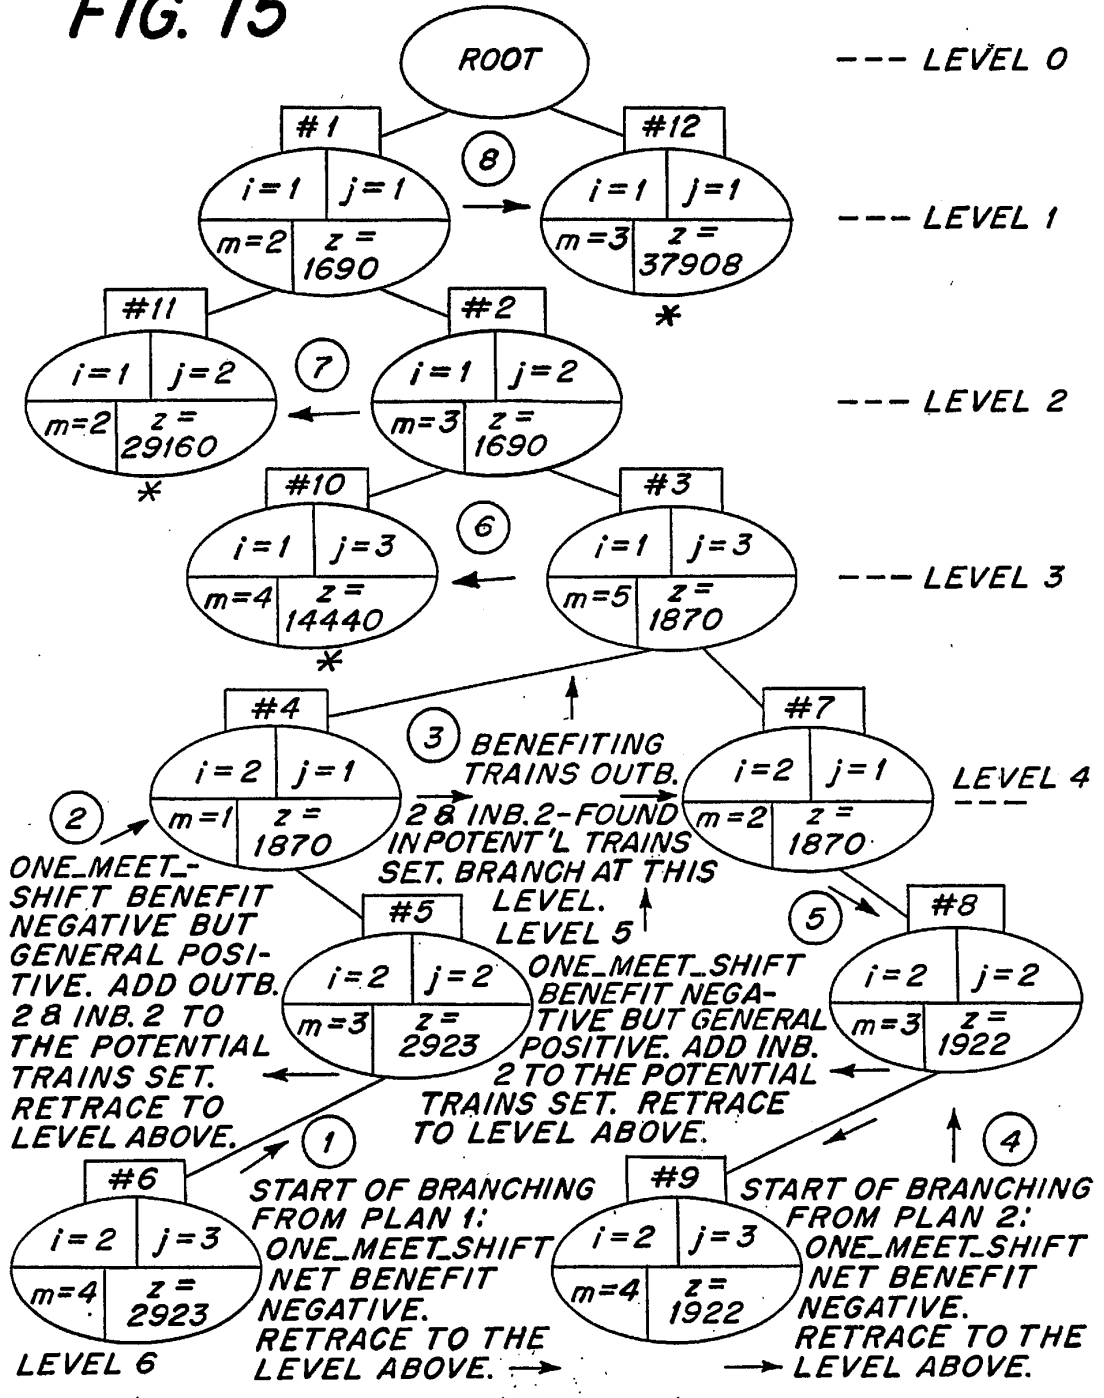 FIG. 15
ROOT
--- LEVEL 0
#1
#12
8
i=1 j=1
i=1 j=1
--- LEVEL 1
m=2 z=
1690
m=3 z=
37908
*
#11
#2
7
i=1 j=2
i=1 j=2
--- LEVEL 2
m=2 z=
29160
*
m=3 z=
1690
#10
#3
6
i=1 j=3
i=1 j=3
--- LEVEL 3
m=4 z=
14440
*
m=5 z=
1870
#4
#7
i=2 j=1
m=1 z=
1870
3
BENEFITING
TRAINS OUTB.
2 & INB.2-FOUND
IN POTENT'L TRAINS
SET. BRANCH AT THIS
LEVEL.
i=2 j=1
m=2 z=
1870
LEVEL 4
---
2
ONE_MEET_-
SHIFT BENEFIT
NEGATIVE BUT
GENERAL POSI-
TIVE. ADD OUTB.
2 & INB. 2 TO
THE POTENTIAL
TRAINS SET.
RETRACE TO
LEVEL ABOVE.
#5
i=2 j=2
m=3 z=
2923
LEVEL 5
ONE_MEET_SHIFT
BENEFIT NEGA-
TIVE BUT GENERAL
POSITIVE. ADD INB.
2 TO THE POTENTIAL
TRAINS SET. RETRACE
TO LEVEL ABOVE.
5
#8
i=2 j=2
m=3 z=
1922
#6
i=2 j=3
m=4 z=
2923
LEVEL 6
1
START OF BRANCHING
FROM PLAN 1:
ONE_MEET_SHIFT
NET BENEFIT
NEGATIVE.
RETRACE TO THE
LEVEL ABOVE.
#9
i=2 j=3
m=4 z=
1922
4
START OF BRANCHING
FROM PLAN 2:
ONE_MEET_SHIFT
NET BENEFIT
NEGATIVE.
RETRACE TO THE
LEVEL ABOVE.